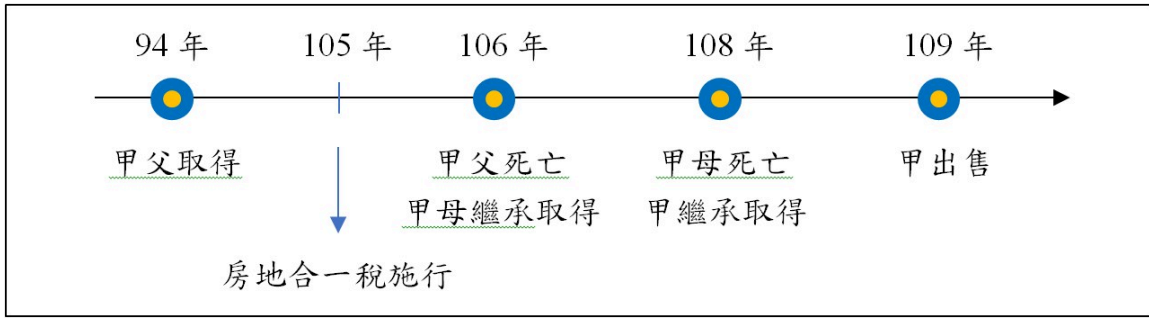 94 年 105 年 106 年 108 年 109 年
甲父取得 甲父死亡 甲母死亡 甲出售
甲母繼承取得 甲繼承取得
房地合一稅施行